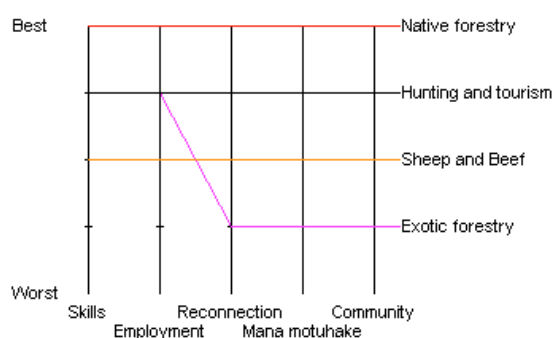 Best
Native forestry
Hunting and tourism
Sheep and Beef
Exotic forestry
Worst
Skills
Reconnection
Community
Employment
Mana motuhake